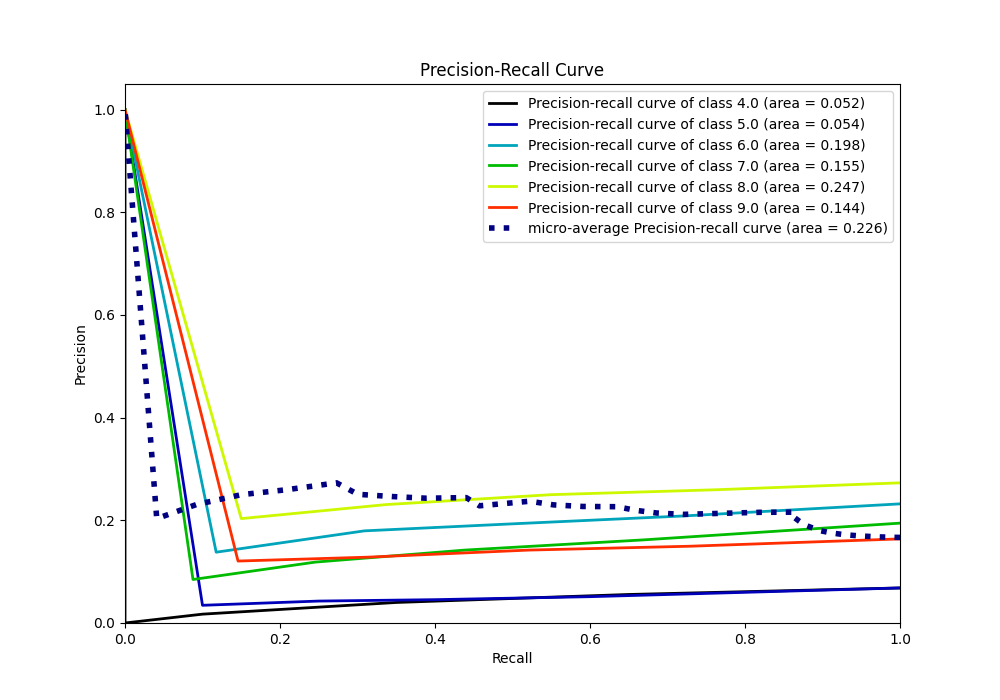 Precision-Recall Curve
Precision-recall curve of class 4.0 (area = 0.052)
Precision-recall curve of class 5.0 (area = 0.054)
Precision-recall curve of class 6.0 (area = 0.198)
Precision-recall curve of class 7.0 (area = 0.155)
Precision-recall curve of class 8.0 (area = 0.247)
Precision-recall curve of class 9.0 (area = 0.144)
micro-average Precision-recall curve (area = 0.226)
Precision
1.0
0.8
0.6
0.4
0.2
0.0
0.0 0.2 0.4 0.6 0.8 1.0
Recall